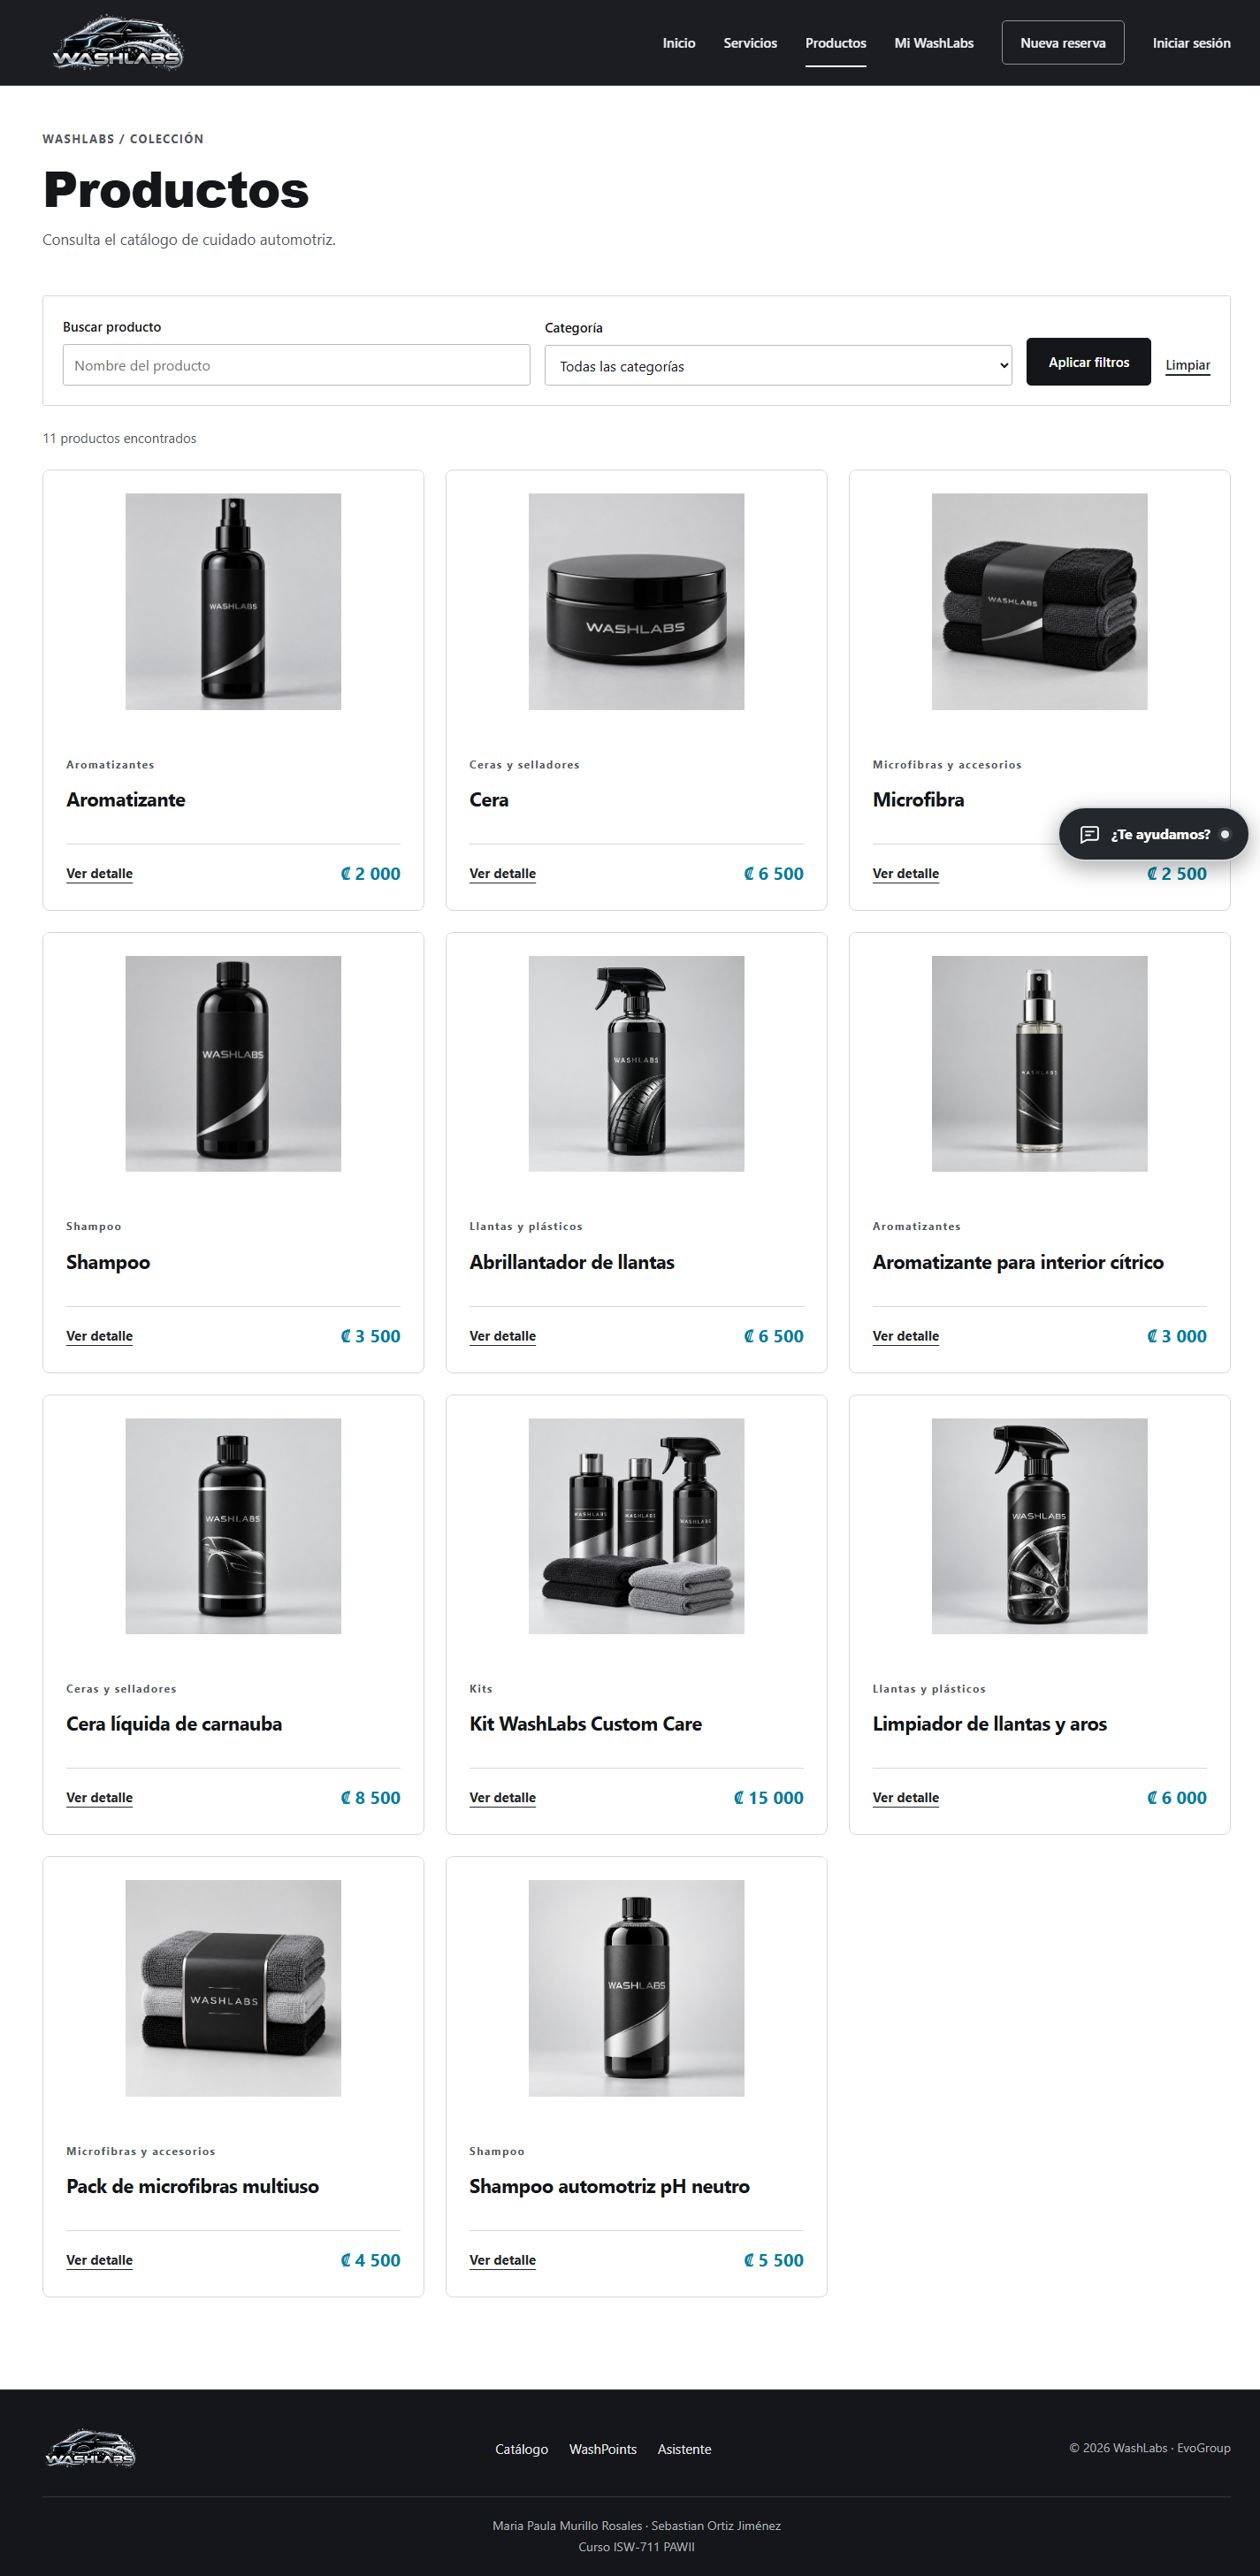 WASHLABS
Inicio
Servicios
Productos
Mi WashLabs
Nueva reserva
Iniciar sesión
WASHLABS / COLECCIÓN
Productos
Consulta el catálogo de cuidado automotriz.
Buscar producto
Categoría
Nombre del producto
Todas las categorías
Aplicar filtros
Limpiar
11 productos encontrados
WASHLABS
WASHLABS
WASHLABS
Aromatizantes
Ceras y selladores
Microfibras y accesorios
Aromatizante
Cera
Microfibra
¿Te ayudamos?
Ver detalle
₡ 2 000
Ver detalle
₡ 6 500
Ver detalle
₡ 2 500
WASHLABS
WASHLABS
WASHLABS
Shampoo
Llantas y plásticos
Aromatizantes
Shampoo
Abrillantador de llantas
Aromatizante para interior cítrico
Ver detalle
₡ 3 500
Ver detalle
₡ 6 500
Ver detalle
₡ 3 000
WASHLABS
WASHLABS
WASHLABS
WASHLABS
WASHLABS
Ceras y selladores
Kits
Llantas y plásticos
Cera líquida de carnauba
Kit WashLabs Custom Care
Limpiador de llantas y aros
Ver detalle
₡ 8 500
Ver detalle
₡ 15 000
Ver detalle
₡ 6 000
WASHLABS
WASHLABS
Microfibras y accesorios
Shampoo
Pack de microfibras multiuso
Shampoo automotriz pH neutro
Ver detalle
₡ 4 500
Ver detalle
₡ 5 500
WASHLABS
Catálogo
WashPoints
Asistente
© 2026 WashLabs · EvoGroup
Maria Paula Murillo Rosales · Sebastian Ortiz Jiménez
Curso ISW-711 PAWII